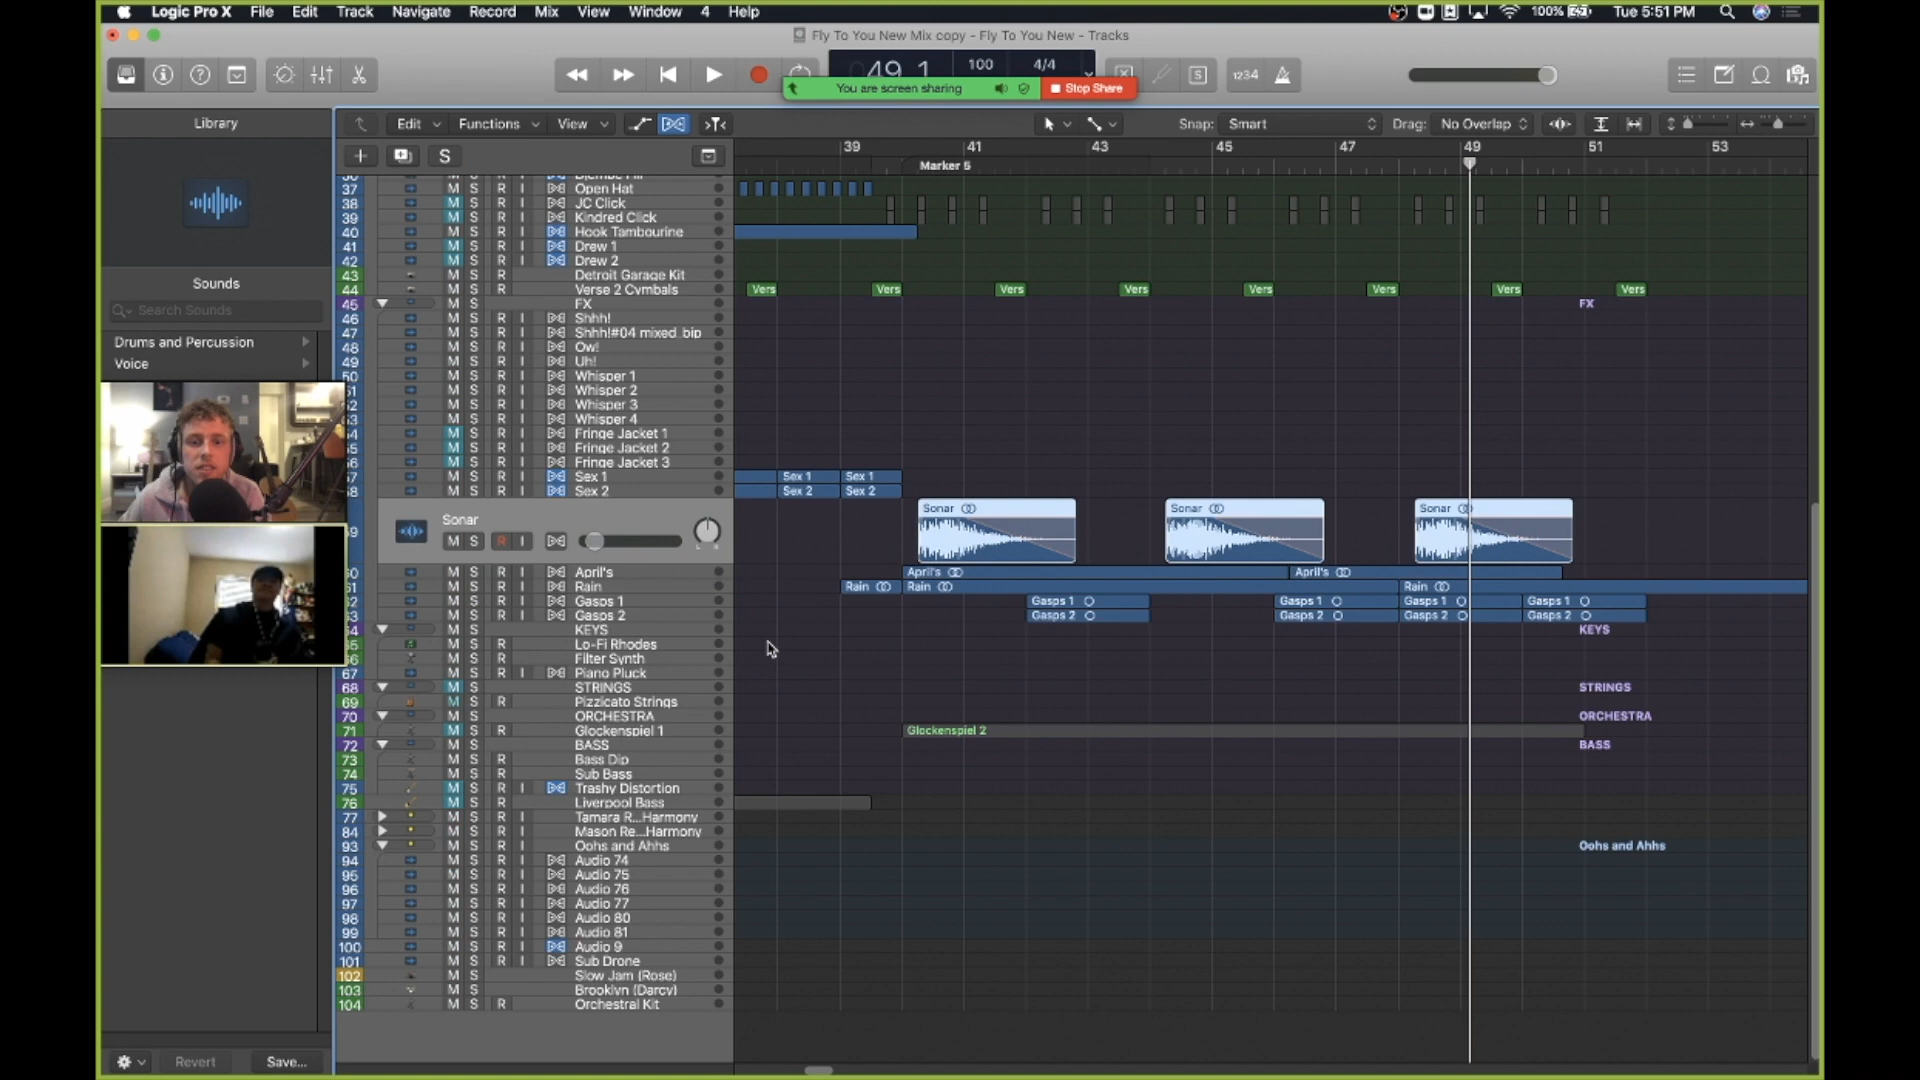 Logic Pro X File Edit Track Navigate Record Mix View Window 4 Help 100% Tue 5:51 PM
Fly To You New Mix copy - Fly To You New - Tracks
49 1 100 4/4
1234
You are screen sharing Stop Share
Library
Edit Functions View Snap: Smart Drag: No Overlap
S 39 41 43 45 47 49 51 53
Marker 5
37 M S R I Open Hat
38 M S R I JC Click
39 M S R I Kindred Click
40 M S R I Hook Tambourine
41 M S R I Drew 1
42 M S R I Drew 2
43 S R Detroit Garage Kit
44 M S R Verse 2 Cymbals Vers Vers Vers Vers Vers Vers Vers Vers
45 M S FX FX
46 M S R I Shhh!
47 M S R I Shhh!#04 mixed_bip
48 M S R I Ow!
49 M S R I Uh!
50 M S R I Whisper 1
51 M S R I Whisper 2
52 M S R I Whisper 3
53 M S R I Whisper 4
54 M S R I Fringe Jacket 1
55 M S R I Fringe Jacket 2
56 M S R I Fringe Jacket 3
57 M S R I Sex 1 Sex 1 Sex 1
58 M S R I Sex 2 Sex 2 Sex 2
Sounds
Search Sounds
Drums and Percussion
Voice
Sonar Sonar Sonar Sonar
M S R I
60 M S R I April's April's April's
61 M S R I Rain Rain Rain Rain
62 M S R I Gasps 1 Gasps 1 Gasps 1 Gasps 1 Gasps 1
63 M S R I Gasps 2 Gasps 2 Gasps 2 Gasps 2 Gasps 2
64 M S KEYS KEYS
65 M S R Lo-Fi Rhodes
66 M S R Filter Synth
67 M S R I Piano Pluck
68 M S STRINGS STRINGS
69 M S R Pizzicato Strings
70 M S ORCHESTRA ORCHESTRA
71 M S R Glockenspiel 1 Glockenspiel 2
72 M S BASS BASS
73 M S R Bass Dip
74 M S R Sub Bass
75 M S R I Trashy Distortion
76 M S R Liverpool Bass
77 M S R I Tamara R...Harmony
84 M S R I Mason Re...Harmony
93 M S R I Oohs and Ahhs Oohs and Ahhs
94 M S R I Audio 74
95 M S R I Audio 75
96 M S R I Audio 76
97 M S R I Audio 77
98 M S R I Audio 80
99 M S R I Audio 81
100 M S R I Audio 9
101 M S R I Sub Drone
102 M S Slow Jam (Rose)
103 M S Brooklyn (Darcy)
104 M S R Orchestral Kit
Revert Save...